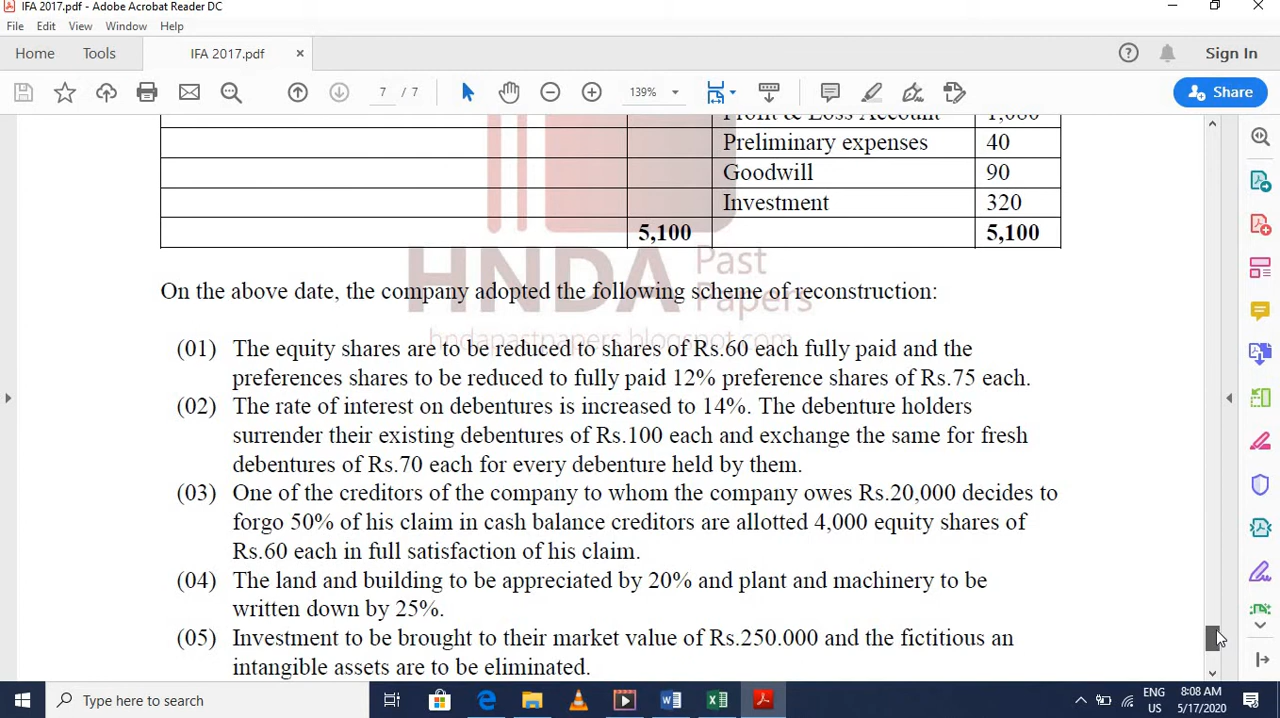 IFA 2017.pdf - Adobe Acrobat Reader DC
File Edit View Window Help
Home Tools IFA 2017.pdf × Sign In
7 / 7 139% Share
Profit & Loss Account 1,080
Preliminary expenses 40
Goodwill 90
Investment 320
5,100 5,100
HNDA Past Papers
hndapastpapers.blogspot.com
On the above date, the company adopted the following scheme of reconstruction:
(01) The equity shares are to be reduced to shares of Rs.60 each fully paid and the
preferences shares to be reduced to fully paid 12% preference shares of Rs.75 each.
(02) The rate of interest on debentures is increased to 14%. The debenture holders
surrender their existing debentures of Rs.100 each and exchange the same for fresh
debentures of Rs.70 each for every debenture held by them.
(03) One of the creditors of the company to whom the company owes Rs.20,000 decides to
forgo 50% of his claim in cash balance creditors are allotted 4,000 equity shares of
Rs.60 each in full satisfaction of his claim.
(04) The land and building to be appreciated by 20% and plant and machinery to be
written down by 25%.
(05) Investment to be brought to their market value of Rs.250.000 and the fictitious an
intangible assets are to be eliminated.
Type here to search
ENG
US
8:08 AM
5/17/2020